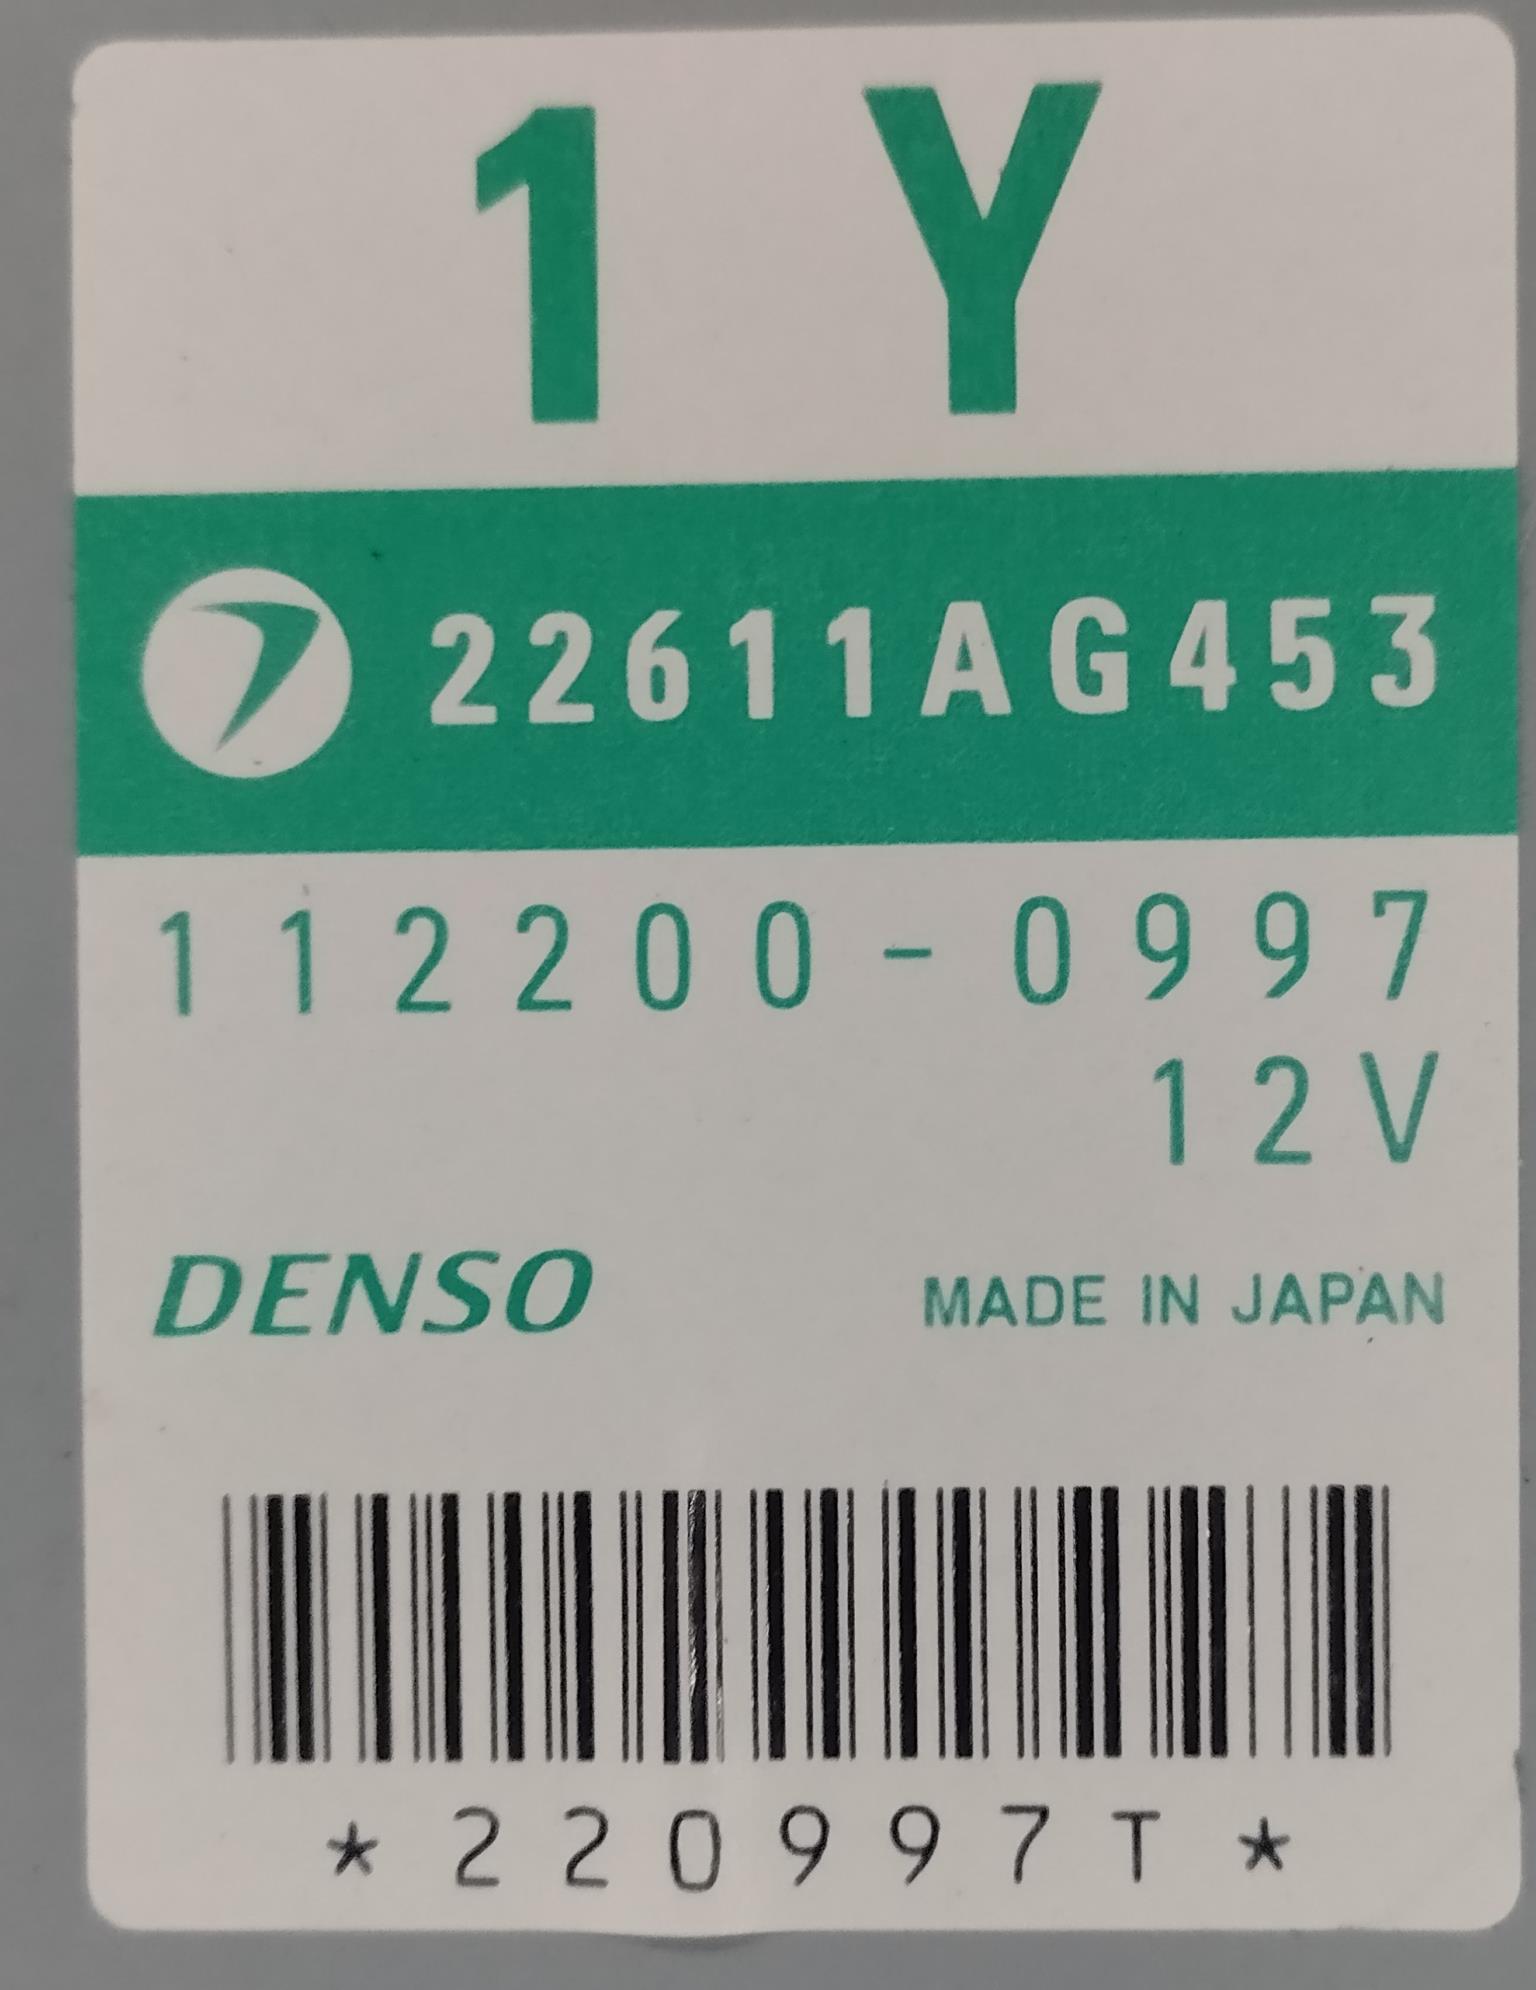 1 Y
22611AG453
112200-0997
12V
DENSO MADE IN JAPAN
*220997T*